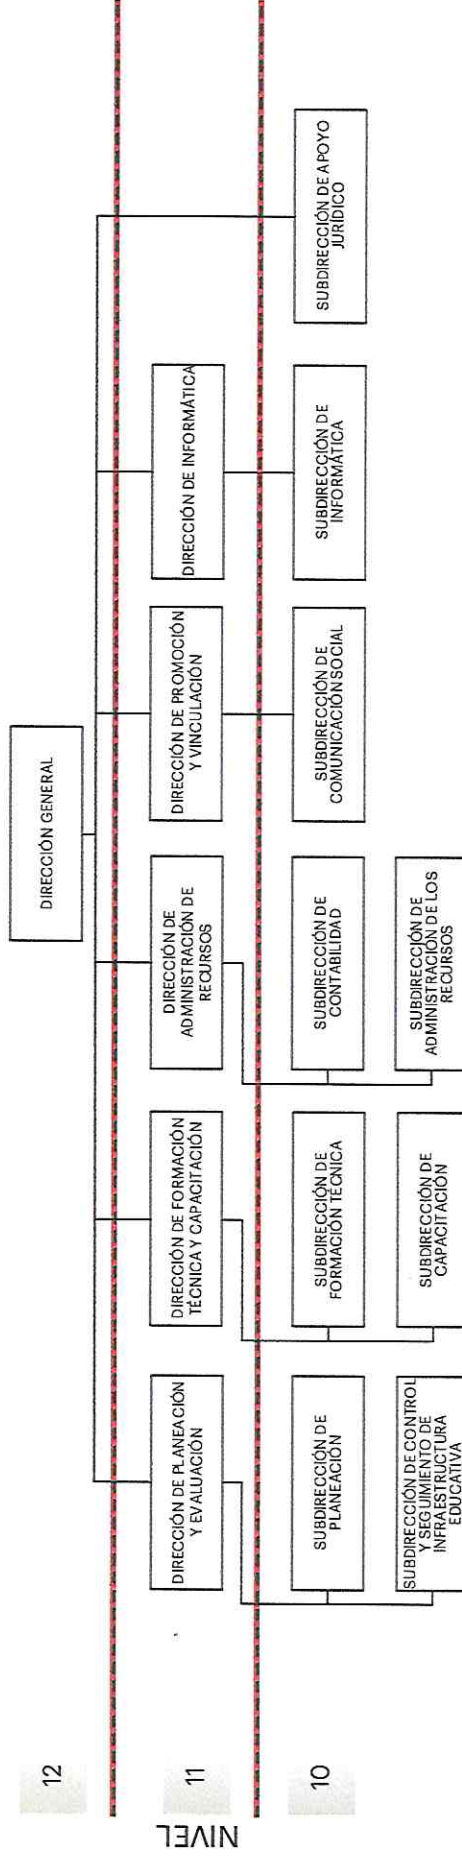 NIVEL
12
DIRECCIÓN GENERAL
11
DIRECCIÓN DE PLANEACIÓN
Y EVALUACIÓN
DIRECCIÓN DE FORMACIÓN
TÉCNICA Y CAPACITACIÓN
DIRECCIÓN DE
ADMINISTRACIÓN DE
RECURSOS
DIRECCIÓN DE PROMOCIÓN
Y VINCULACIÓN
DIRECCIÓN DE INFORMÁTICA
10
SUBDIRECCIÓN DE
PLANEACIÓN
SUBDIRECCIÓN DE
FORMACIÓN TÉCNICA
SUBDIRECCIÓN DE
CONTABILIDAD
SUBDIRECCIÓN DE
COMUNICACIÓN SOCIAL
SUBDIRECCIÓN DE
INFORMÁTICA
SUBDIRECCIÓN DE APOYO
JURÍDICO
SUBDIRECCIÓN DE CONTROL
Y SEGUIMIENTO DE
INFRAESTRUCTURA
EDUCATIVA
SUBDIRECCIÓN DE
CAPACITACIÓN
SUBDIRECCIÓN DE
ADMINISTRACIÓN DE LOS
RECURSOS